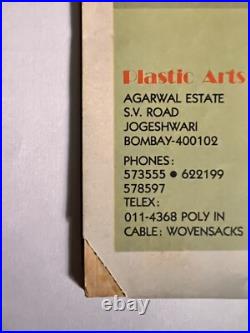 Plastic Arts
AGARWAL ESTATE
S.V. ROAD
JOGESHWARI
BOMBAY-400102
PHONES:
573555 • 622199
578597
TELEX:
011-4368 POLY IN
CABLE: WOVENSACKS